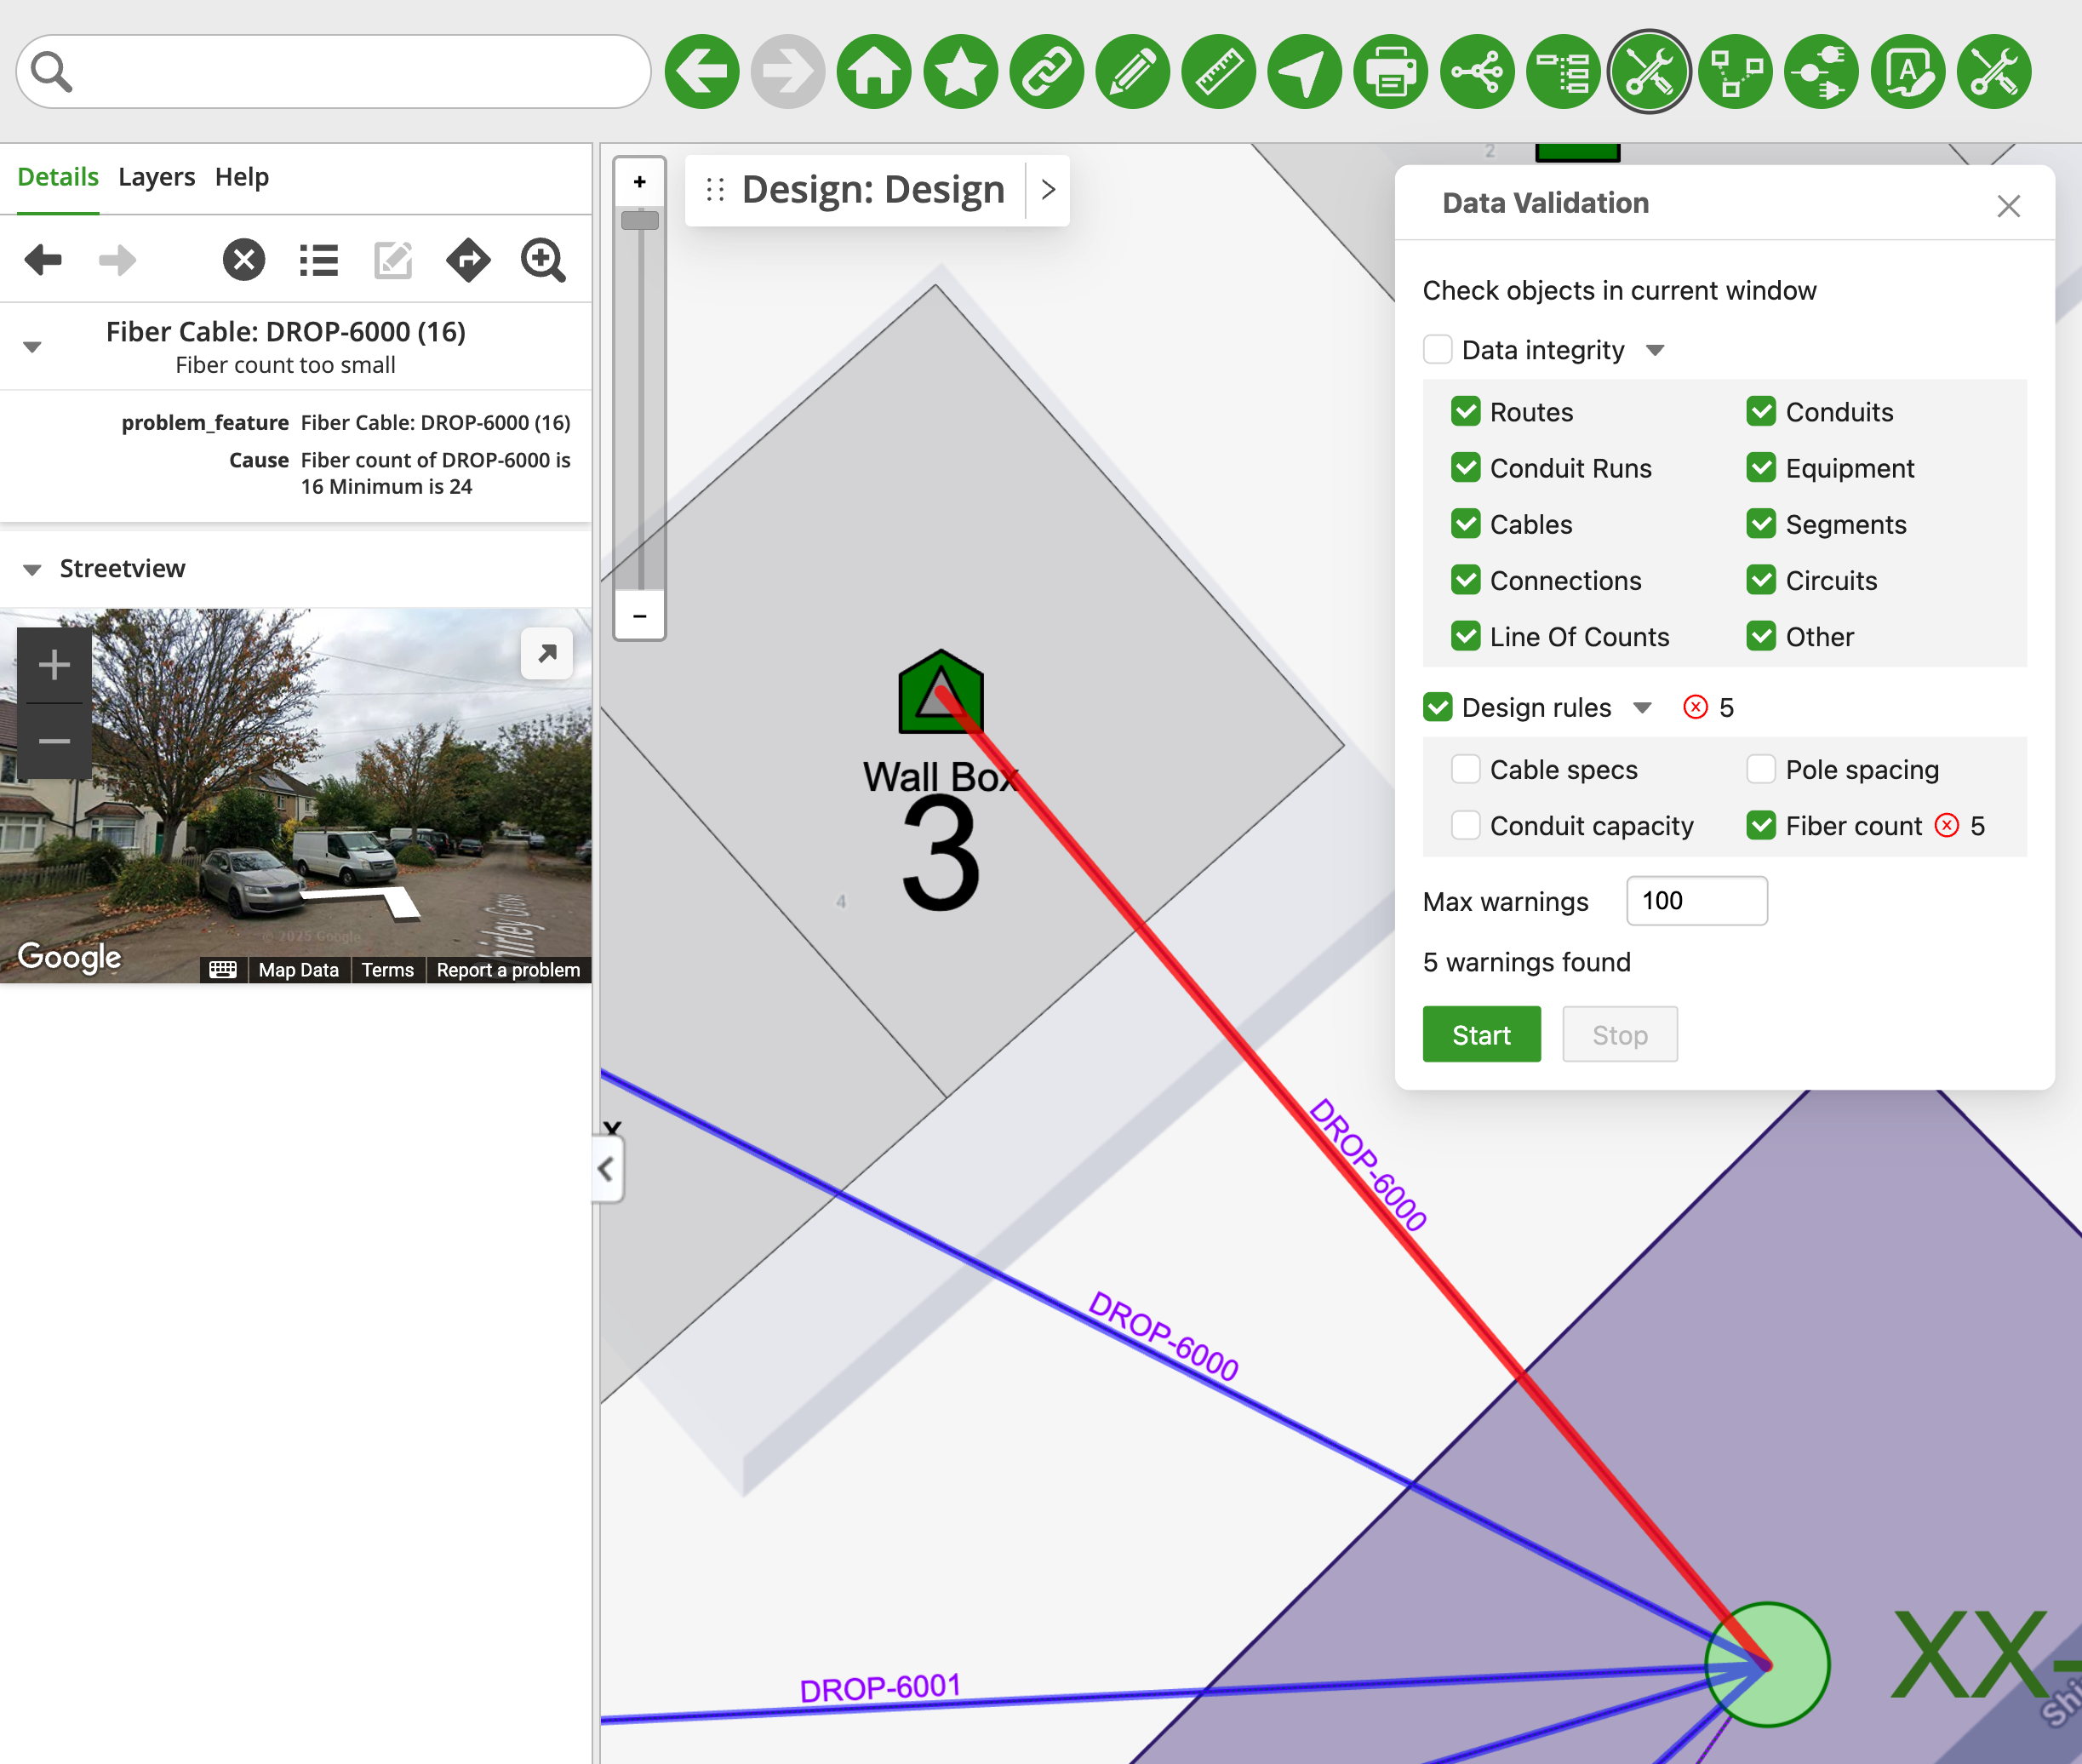 Details Layers Help
Fiber Cable: DROP-6000 (16)
Fiber count too small
problem_feature Fiber Cable: DROP-6000 (16)
Cause Fiber count of DROP-6000 is
16 Minimum is 24
Streetview
© 2025 Google
Google
Map Data Terms Report a problem
+
−
Design: Design
2
Wall Box
3
4
x
DROP-6000
DROP-6000
DROP-6001
XX-
Data Validation
Check objects in current window
Data integrity
Routes Conduits
Conduit Runs Equipment
Cables Segments
Connections Circuits
Line Of Counts Other
Design rules 5
Cable specs Pole spacing
Conduit capacity Fiber count 5
Max warnings 100
5 warnings found
Start Stop